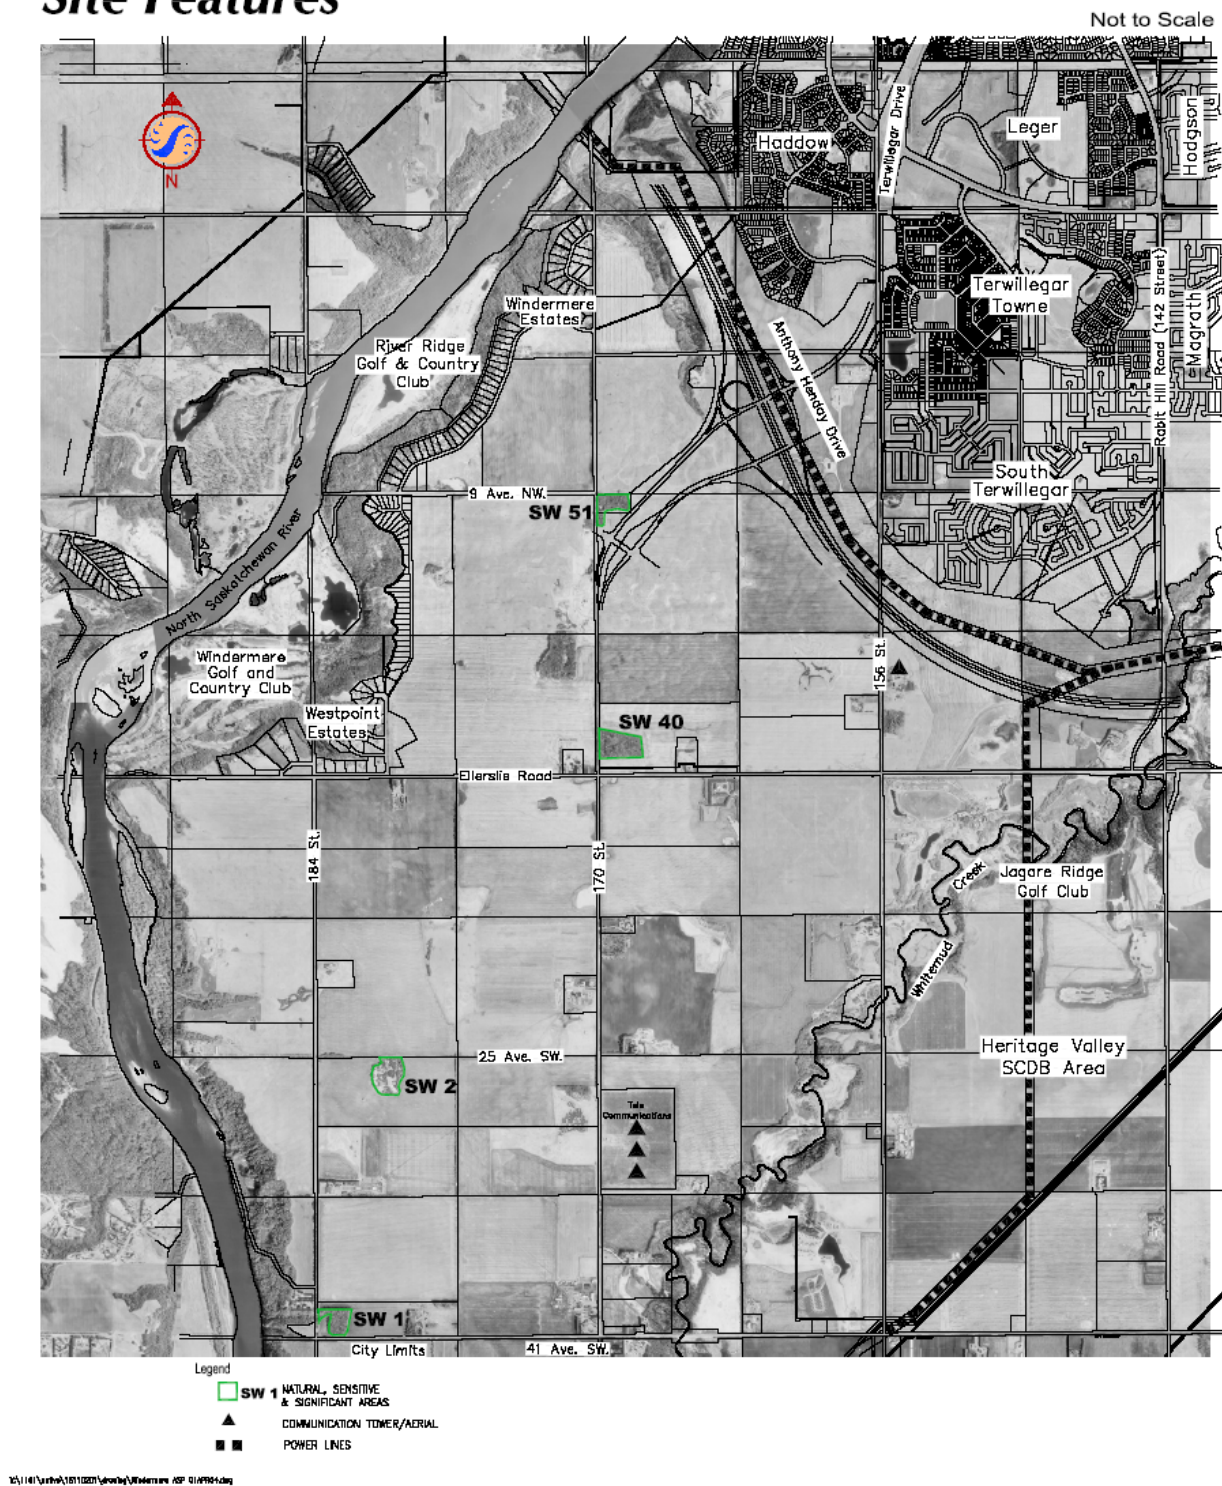 Site Features
Not to Scale
N
Haddow
Terwillegar Drive
Leger
Hodgson
Windermere
Estates
Terwillegar
Towne
Rabit Hill Road (142 Street)
Magrath
River Ridge
Golf & Country
Club
Anthony Henday Drive
South
Terwillegar
9 Ave. NW.
SW 51
North Saskatchewan River
Windermere
Golf and
Country Club
156 St.
Westpoint
Estates
SW 40
Ellerslie Road
184 St.
170 St.
Jagare Ridge
Golf Club
Whitemud Creek
25 Ave. SW.
SW 2
Heritage Valley
SCDB Area
Tele
Communications
SW 1
City Limits
41 Ave. SW.
Legend
SW 1 NATURAL, SENSITIVE
& SIGNIFICANT AREAS
COMMUNICATION TOWER/AERIAL
POWER LINES